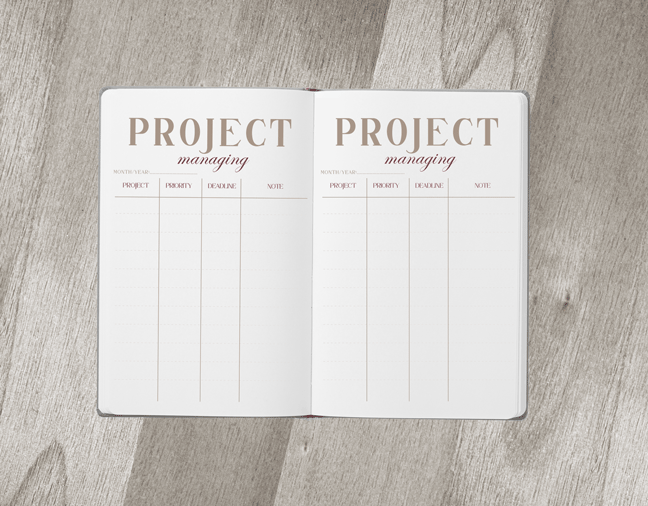 PROJECT
managing
MONTH/YEAR:
PROJECT PRIORITY DEADLINE NOTE
PROJECT
managing
MONTH/YEAR:
PROJECT PRIORITY DEADLINE NOTE